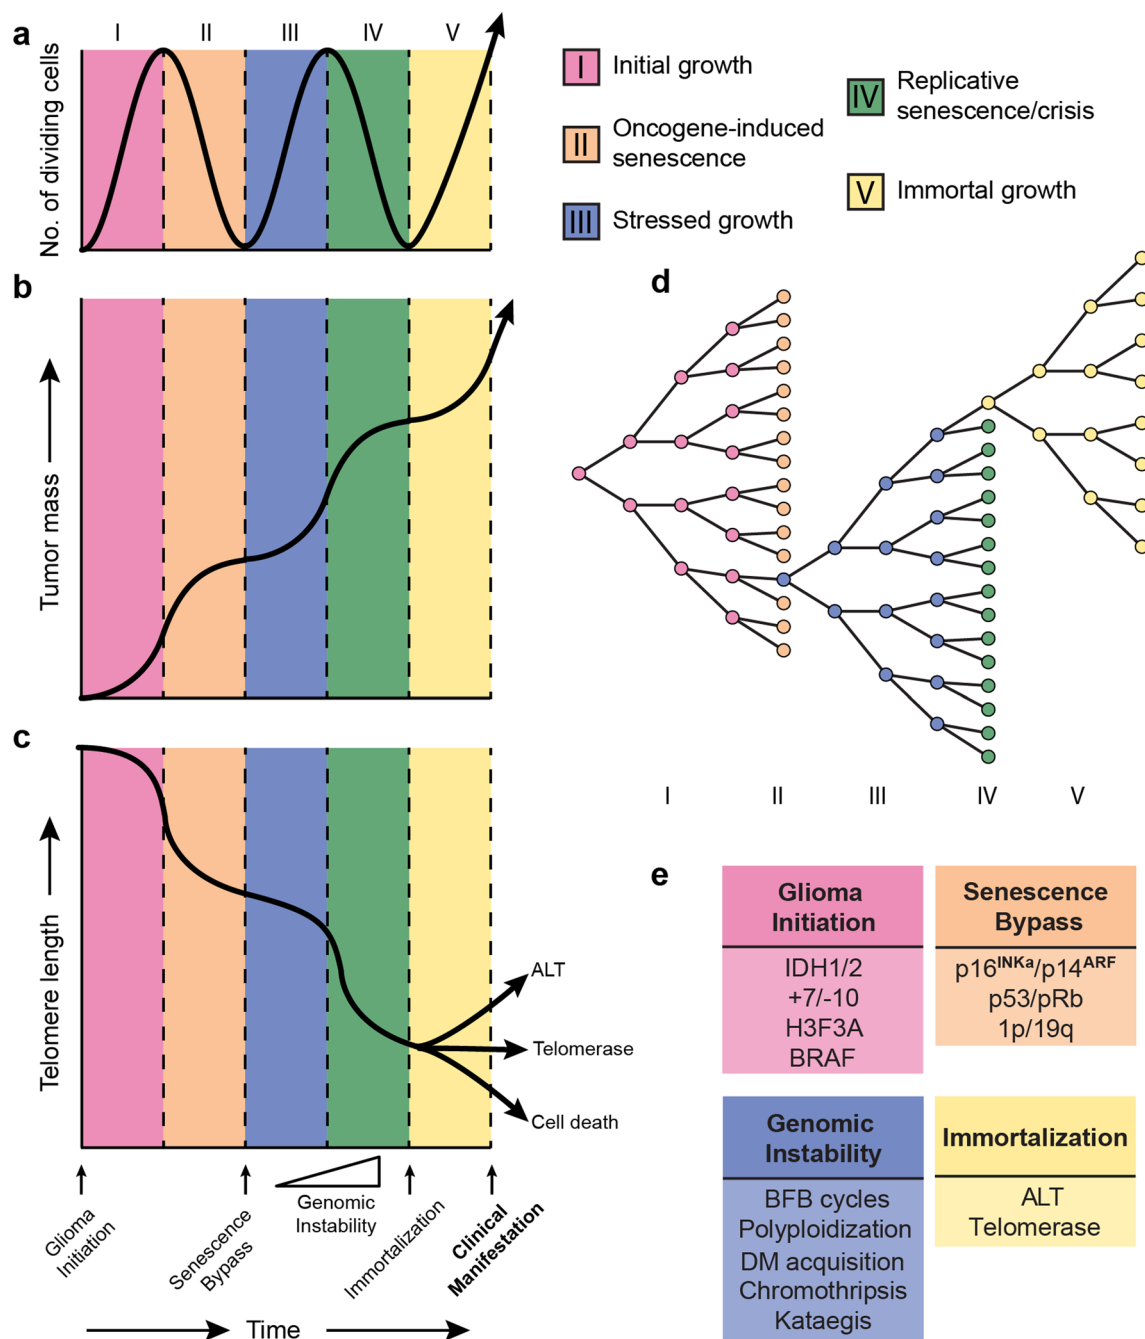 a
I II III IV V
No. of dividing cells
I Initial growth
II Oncogene-induced
senescence
III Stressed growth
IV Replicative
senescence/crisis
V Immortal growth
b
Tumor mass
c
Telomere length
ALT
Telomerase
Cell death
Glioma
Initiation
Senescence
Bypass
Genomic
Instability
Immortalization
Clinical
Manifestation
Time
d
I II III IV V
e
Glioma
Initiation
IDH1/2
+7/-10
H3F3A
BRAF
Senescence
Bypass
p16INKa/p14ARF
p53/pRb
1p/19q
Genomic
Instability
BFB cycles
Polyploidization
DM acquisition
Chromothripsis
Kataegis
Immortalization
ALT
Telomerase